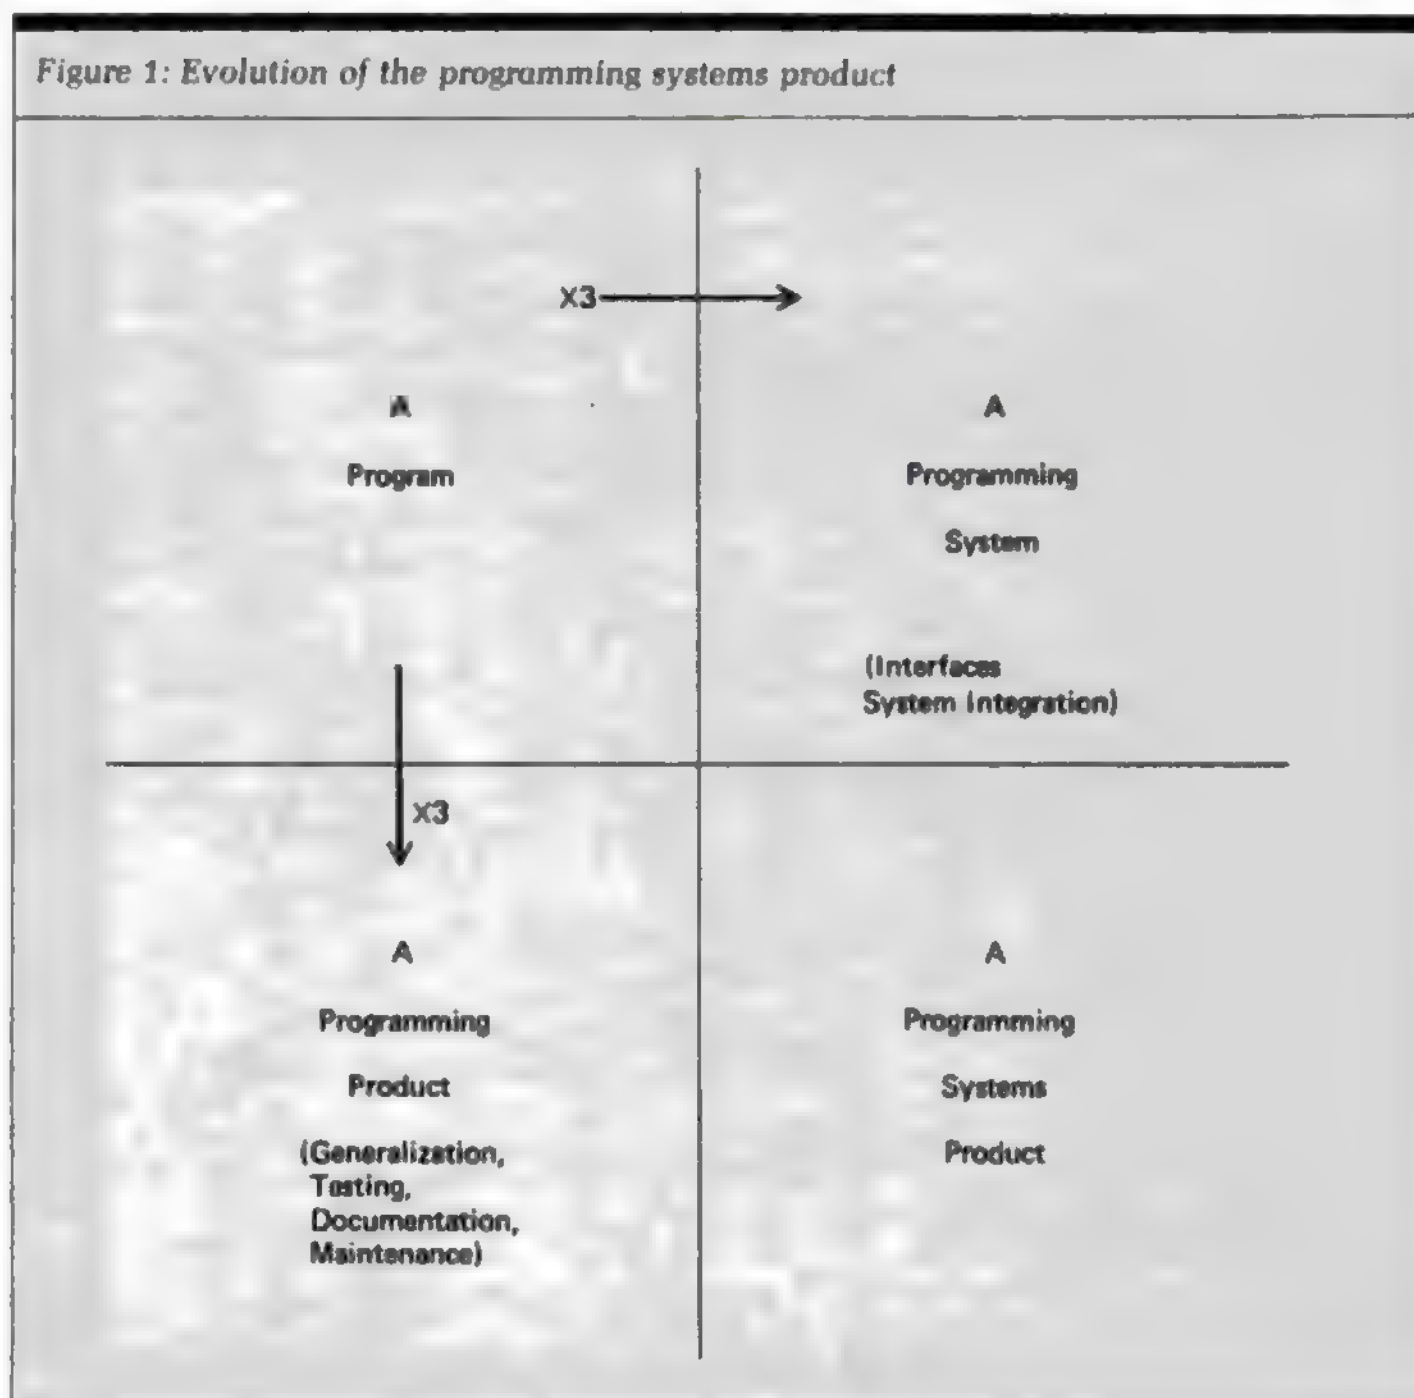 Figure 1: Evolution of the programming systems product
X3
A
Program
A
Programming
System
(Interfaces
System Integration)
X3
A
Programming
Product
(Generalization,
Testing,
Documentation,
Maintenance)
A
Programming
Systems
Product